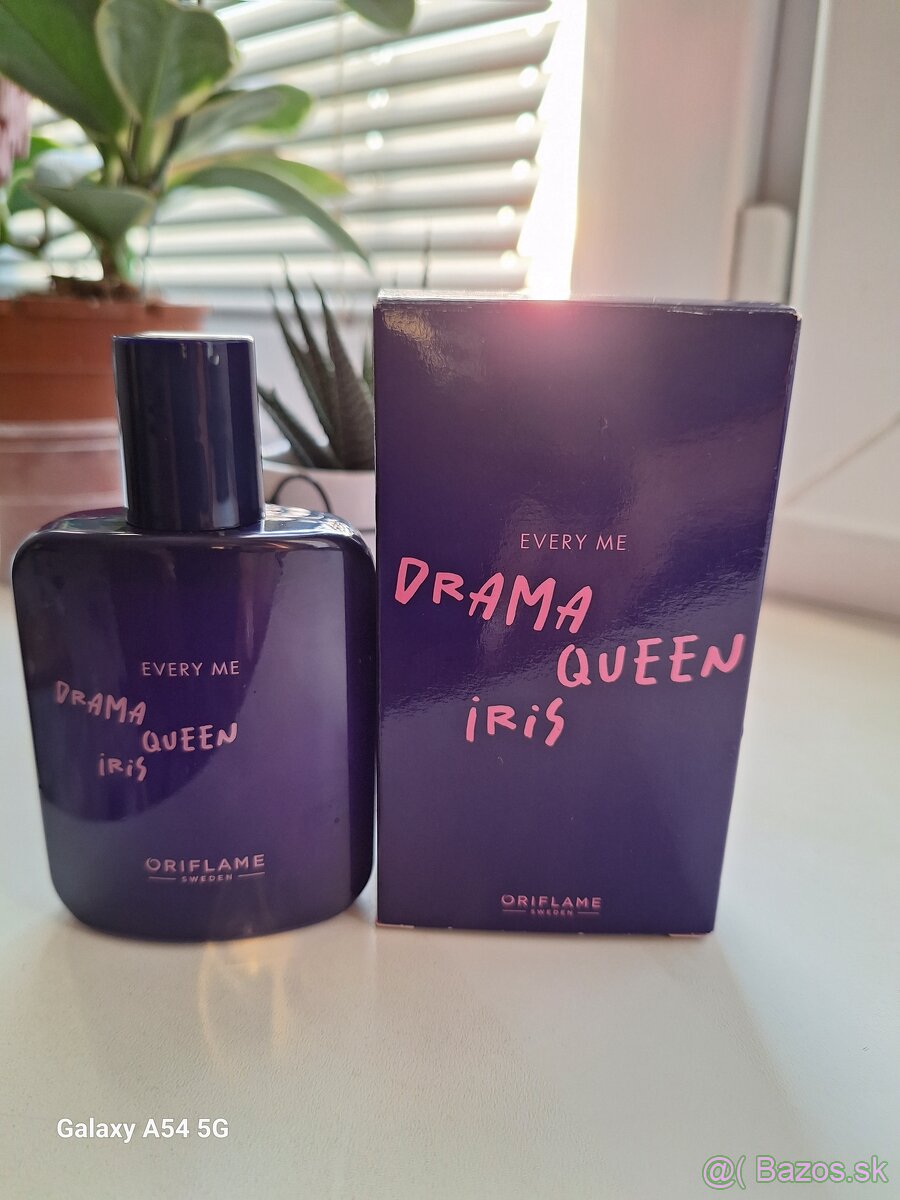 EVERY ME
DRAMA
QUEEN
iRiS
ORIFLAME
SWEDEN
EVERY ME
DRAMA
QUEEN
iRiS
ORIFLAME
SWEDEN
Galaxy A54 5G
@( Bazos.sk